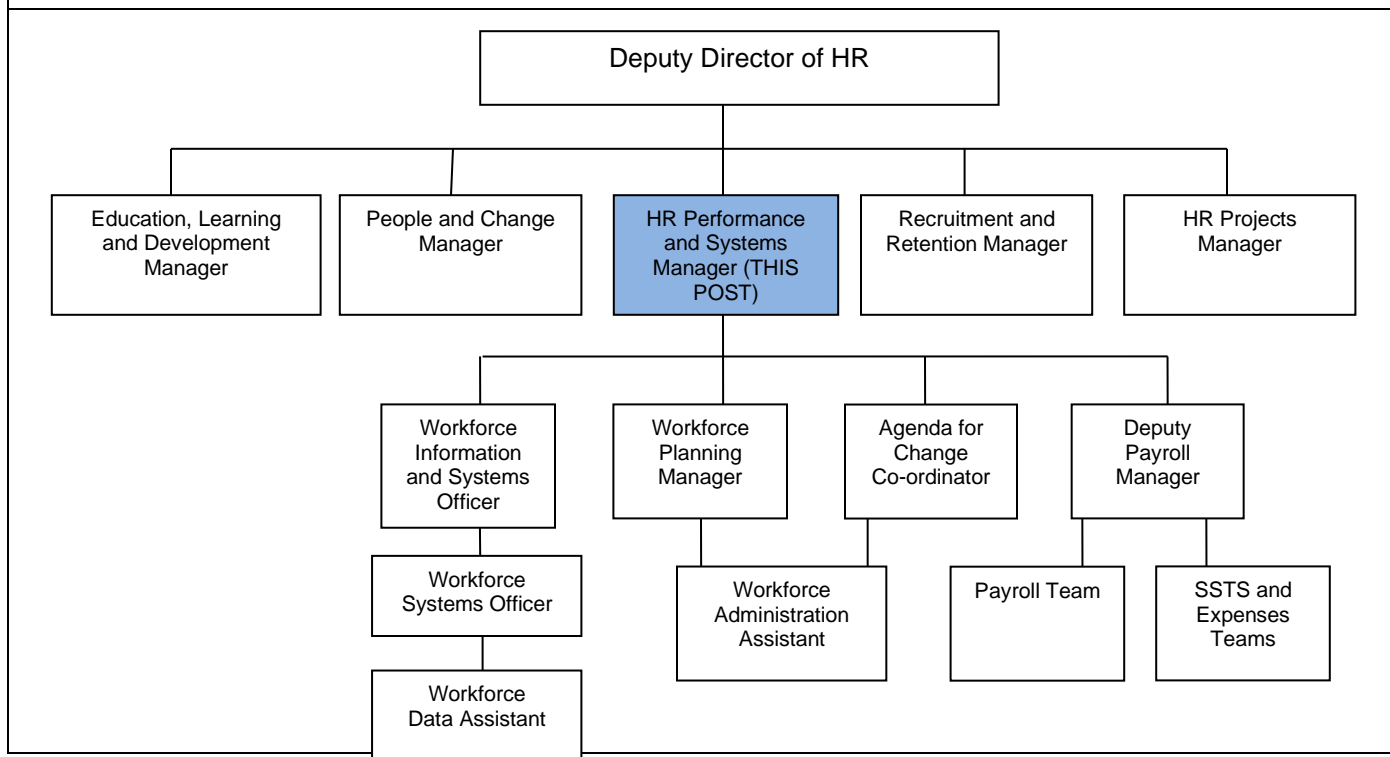 Deputy Director of HR
Education, Learning
and Development
Manager
People and Change
Manager
HR Performance
and Systems
Manager (THIS
POST)
Recruitment and
Retention Manager
HR Projects
Manager
Workforce
Information
and Systems
Officer
Workforce
Planning
Manager
Agenda for
Change
Co-ordinator
Deputy
Payroll
Manager
Workforce
Systems Officer
Workforce
Administration
Assistant
Payroll Team
SSTS and
Expenses
Teams
Workforce
Data Assistant